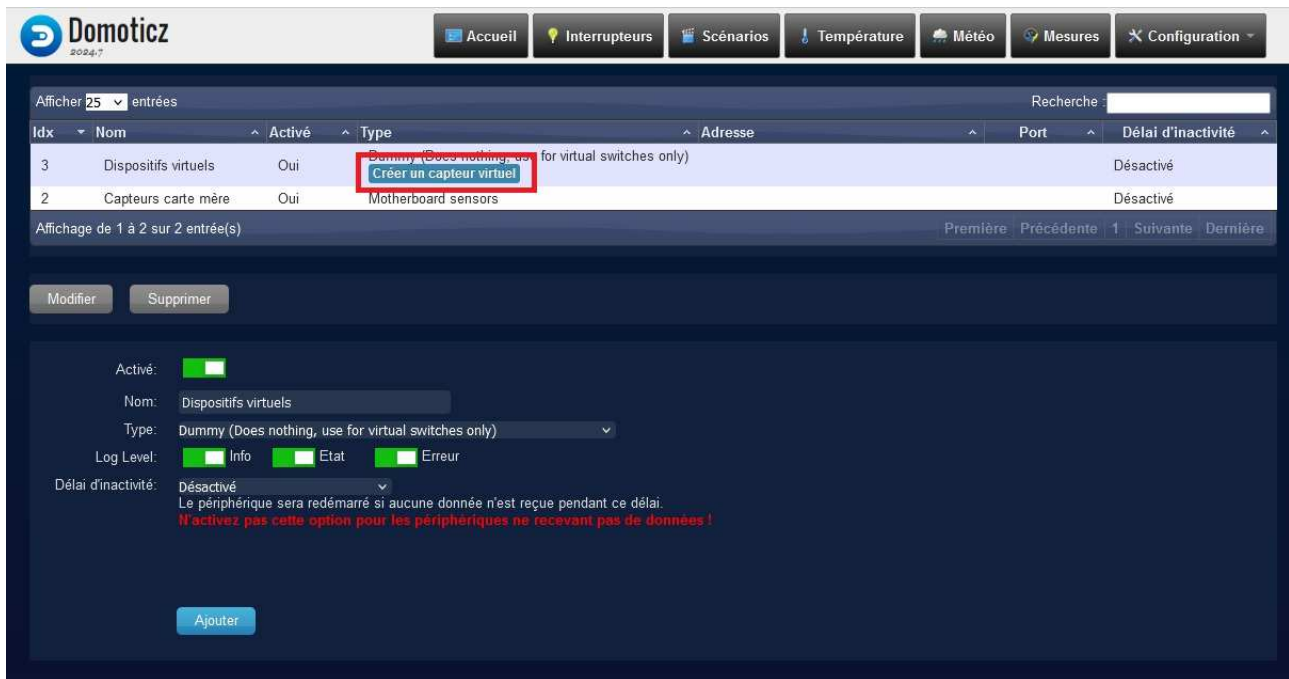 Domoticz
2024.7
Accueil Interrupteurs Scénarios Température Météo Mesures Configuration
Afficher 25 entrées Recherche :
Idx Nom Activé Type Adresse Port Délai d'inactivité
3 Dispositifs virtuels Oui Dummy (Does nothing, use for virtual switches only) Désactivé
Créer un capteur virtuel
2 Capteurs carte mère Oui Motherboard sensors Désactivé
Affichage de 1 à 2 sur 2 entrée(s) Première Précédente 1 Suivante Dernière
Modifier Supprimer
Activé:
Nom: Dispositifs virtuels
Type: Dummy (Does nothing, use for virtual switches only)
Log Level: Info Etat Erreur
Délai d'inactivité: Désactivé
Le périphérique sera redémarré si aucune donnée n'est reçue pendant ce délai.
N'activez pas cette option pour les périphériques ne recevant pas de données !
Ajouter